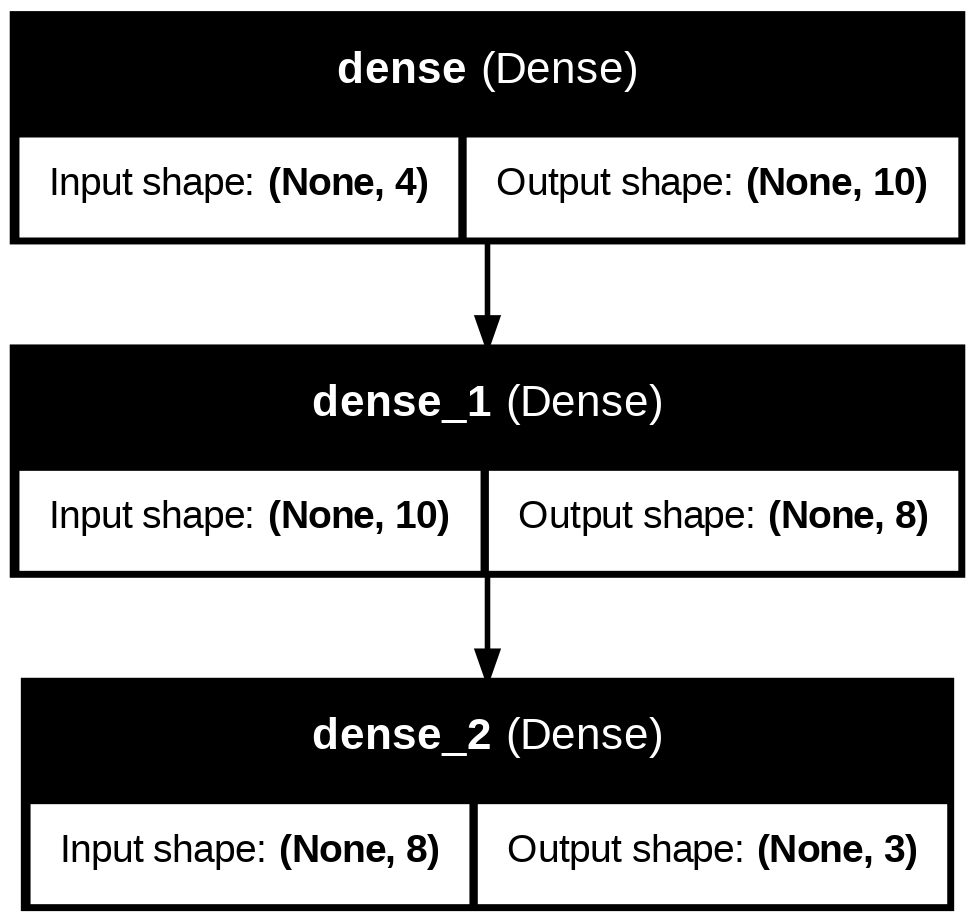 dense (Dense)
Input shape: (None, 4) Output shape: (None, 10)
dense_1 (Dense)
Input shape: (None, 10) Output shape: (None, 8)
dense_2 (Dense)
Input shape: (None, 8) Output shape: (None, 3)